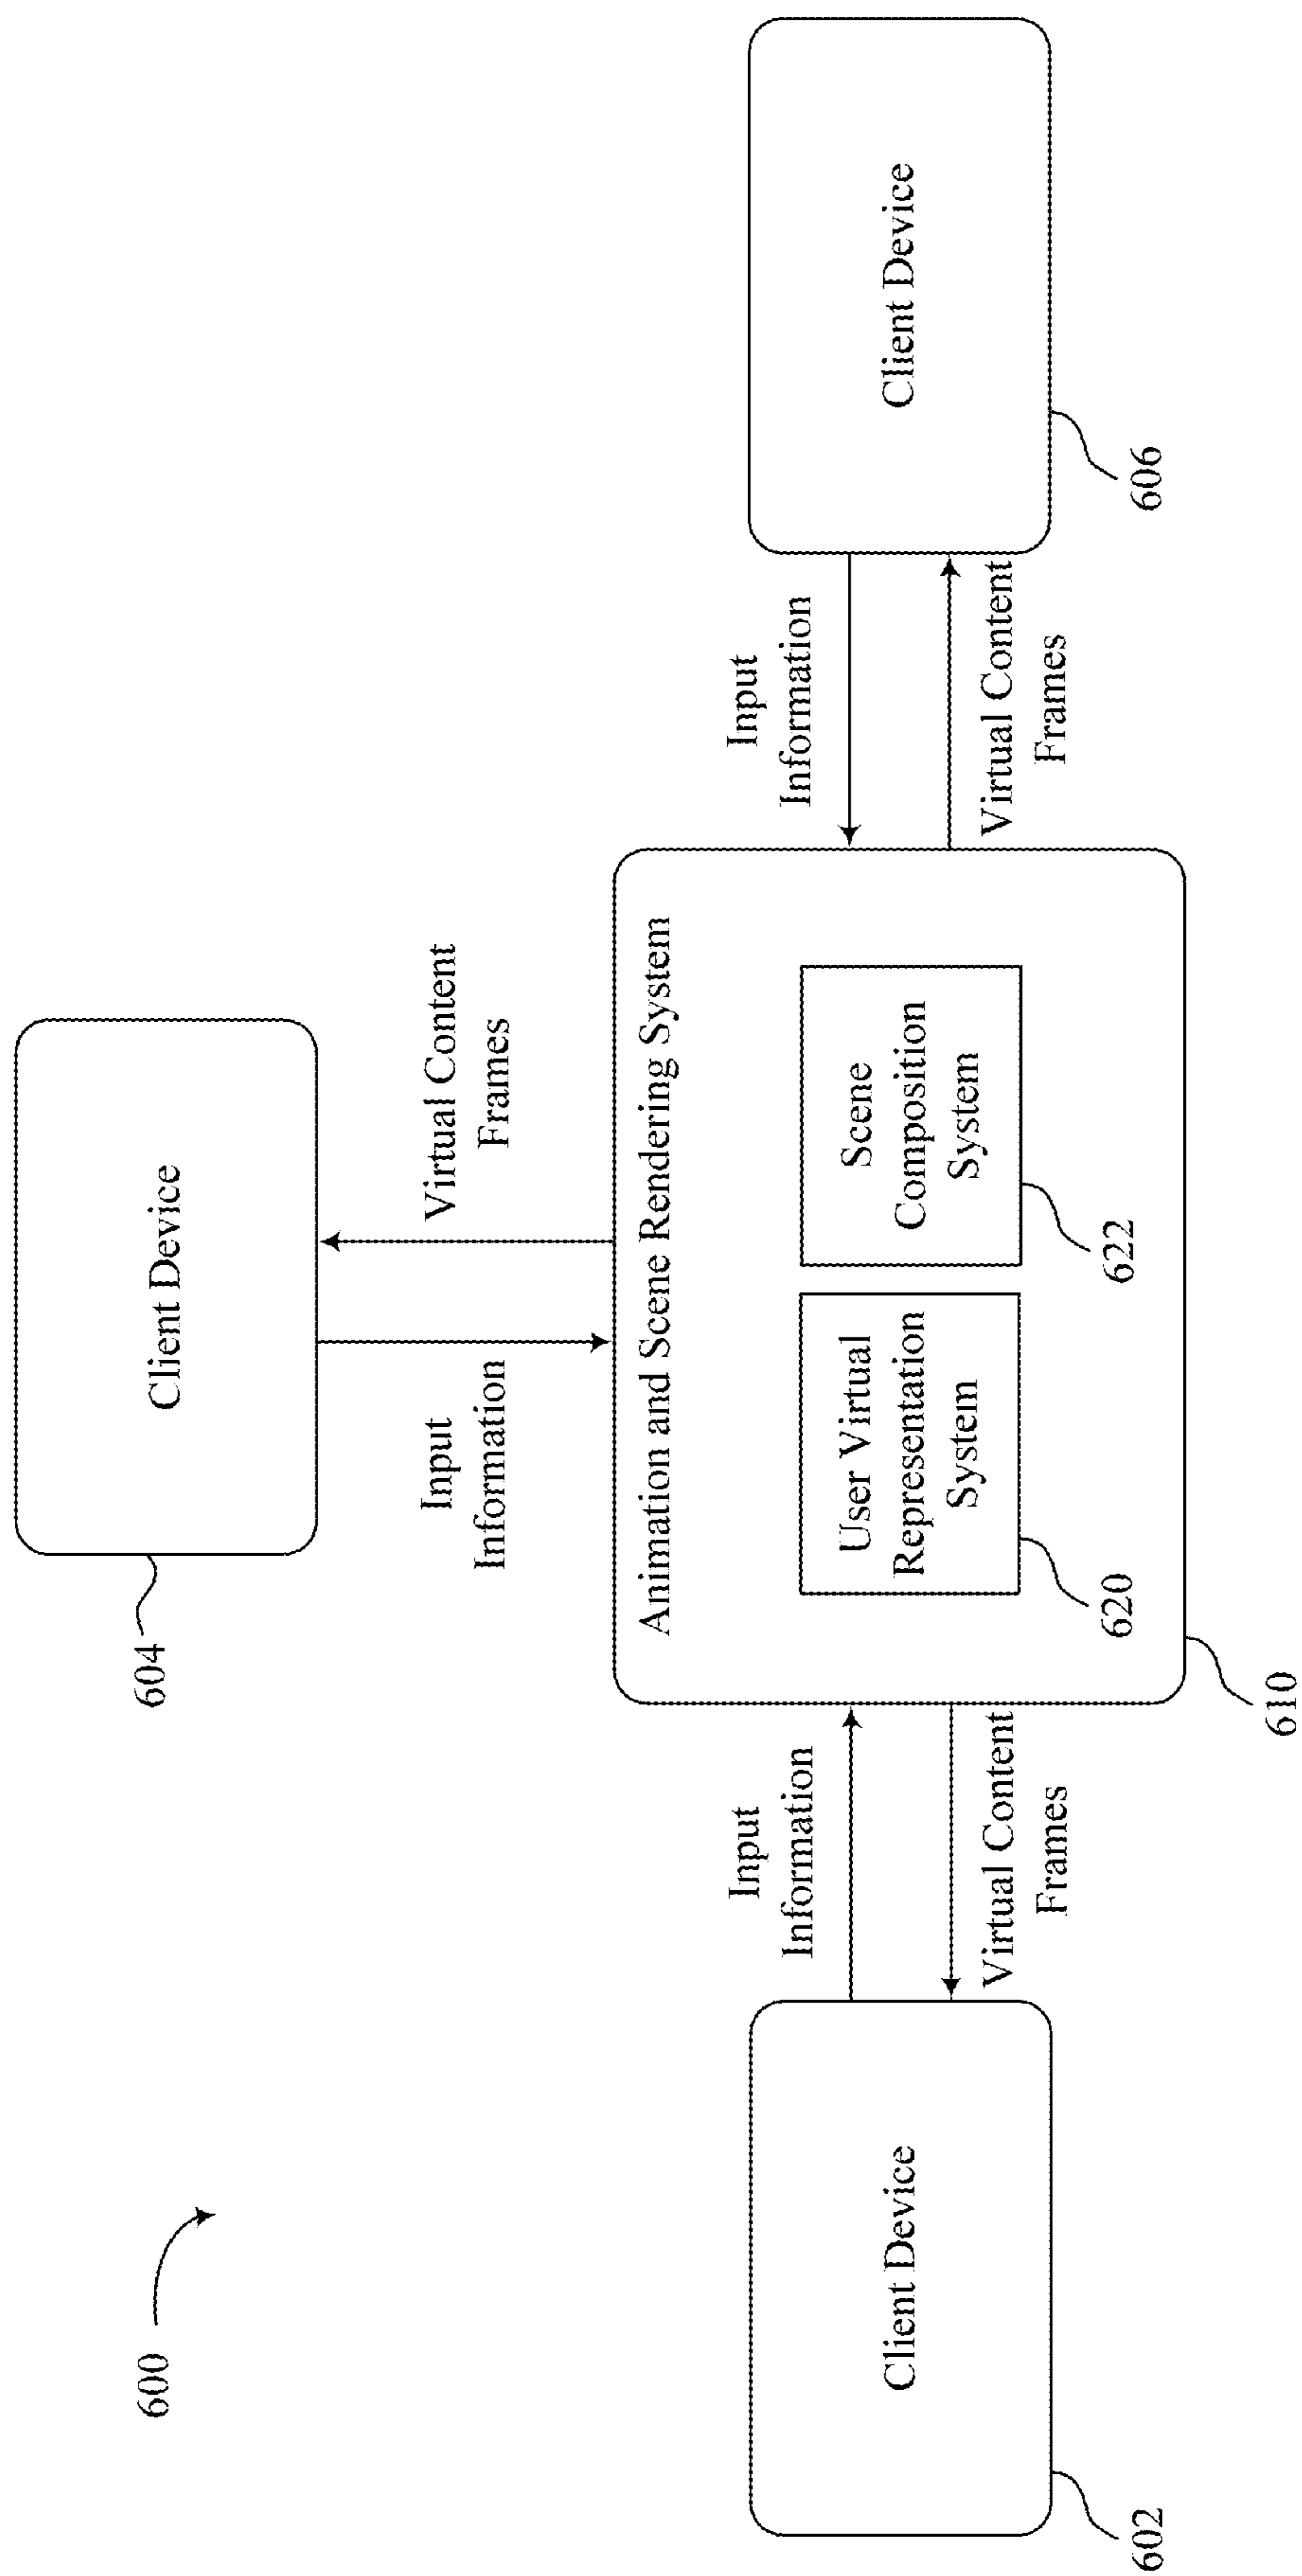 600
604
Client Device
Input
Information
Virtual Content
Frames
Client Device
602
Input
Information
Virtual Content
Frames
Animation and Scene Rendering System
User Virtual
Representation
System
620
Scene
Composition
System
622
610
Input
Information
Virtual Content
Frames
Client Device
606